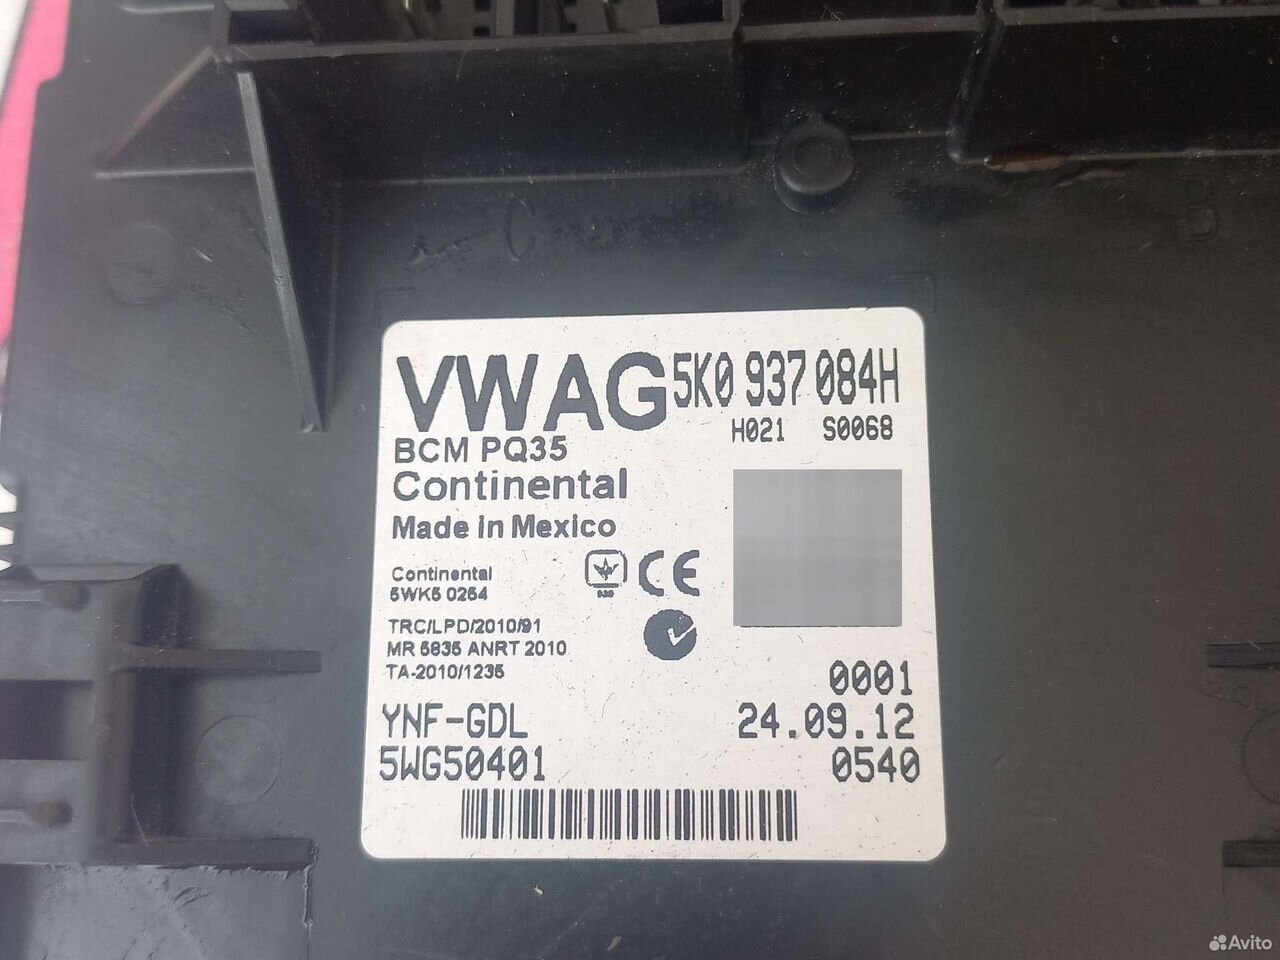 C
B
VWAG 5K0 937 084H
H021 S0068
BCM PQ35
Continental
Made in Mexico
Continental
5WK5 0254
TRC/LPD/2010/91
MR 5835 ANRT 2010
TA-2010/1235
0001
YNF-GDL 24.09.12
5WG50401 0540
Avito